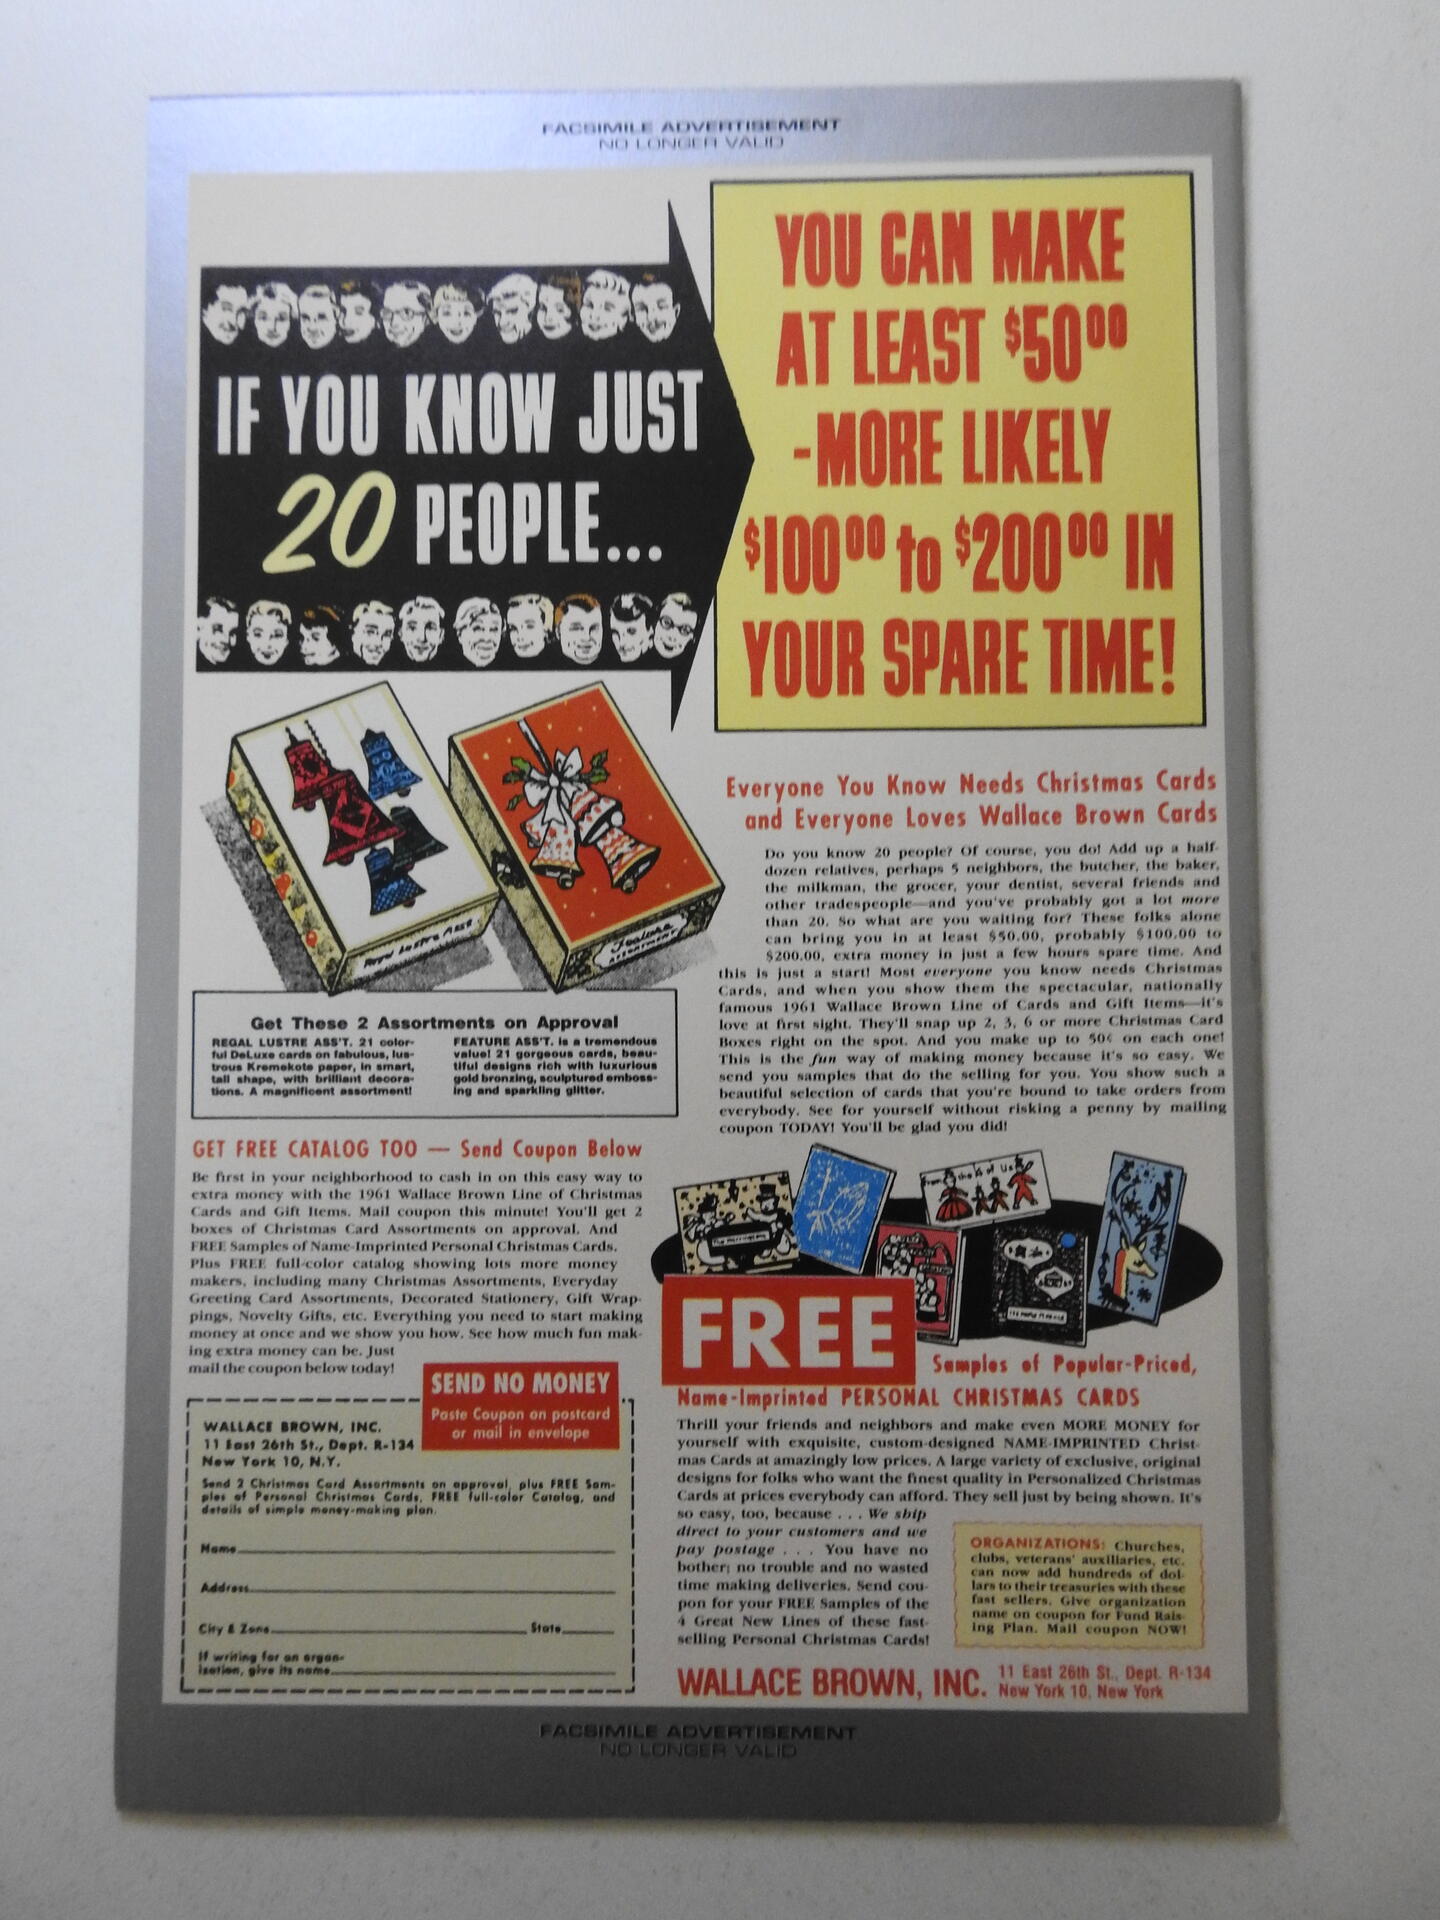 FACSIMILE ADVERTISEMENT
NO LONGER VALID
IF YOU KNOW JUST
20 PEOPLE...
YOU CAN MAKE
AT LEAST $5000
-MORE LIKELY
$10000 to $20000 IN
YOUR SPARE TIME!
Regal Lustre Ass't
Feature
ASSORTMENT
Get These 2 Assortments on Approval
REGAL LUSTRE ASS'T. 21 color-
ful DeLuxe cards on fabulous, lus-
trous Kromekote paper, in smart,
tall shape, with brilliant decora-
tions. A magnificent assortment!
FEATURE ASS'T. is a tremendous
value! 21 gorgeous cards, beau-
tiful designs rich with luxurious
gold bronzing, sculptured emboss-
ing and sparkling glitter.
GET FREE CATALOG TOO — Send Coupon Below
Be first in your neighborhood to cash in on this easy way to
extra money with the 1961 Wallace Brown Line of Christmas
Cards and Gift Items. Mail coupon this minute! You'll get 2
boxes of Christmas Card Assortments on approval. And
FREE Samples of Name-Imprinted Personal Christmas Cards.
Plus FREE full-color catalog showing lots more money
makers, including many Christmas Assortments, Everyday
Greeting Card Assortments, Decorated Stationery, Gift Wrap-
pings, Novelty Gifts, etc. Everything you need to start making
money at once and we show you how. See how much fun mak-
ing extra money can be. Just
mail the coupon below today!
SEND NO MONEY
Paste Coupon on postcard
or mail in envelope
WALLACE BROWN, INC.
11 East 26th St., Dept. R-134
New York 10, N.Y.
Send 2 Christmas Card Assortments on approval, plus FREE Sam-
ples of Personal Christmas Cards, FREE full-color Catalog, and
details of simple money-making plan.
Name
Address
City & Zone State
If writing for an organ-
ization, give its name
Everyone You Know Needs Christmas Cards
and Everyone Loves Wallace Brown Cards
Do you know 20 people? Of course, you do! Add up a half-
dozen relatives, perhaps 5 neighbors, the butcher, the baker,
the milkman, the grocer, your dentist, several friends and
other tradespeople—and you've probably got a lot more
than 20. So what are you waiting for? These folks alone
can bring you in at least $50.00, probably $100.00 to
$200.00, extra money in just a few hours spare time. And
this is just a start! Most everyone you know needs Christmas
Cards, and when you show them the spectacular, nationally
famous 1961 Wallace Brown Line of Cards and Gift Items—it's
love at first sight. They'll snap up 2, 3, 6 or more Christmas Card
Boxes right on the spot. And you make up to 50¢ on each one!
This is the fun way of making money because it's so easy. We
send you samples that do the selling for you. You show such a
beautiful selection of cards that you're bound to take orders from
everybody. See for yourself without risking a penny by mailing
coupon TODAY! You'll be glad you did!
From the of Us
FREE
Samples of Popular-Priced,
Name-Imprinted PERSONAL CHRISTMAS CARDS
Thrill your friends and neighbors and make even MORE MONEY for
yourself with exquisite, custom-designed NAME-IMPRINTED Christ-
mas Cards at amazingly low prices. A large variety of exclusive, original
designs for folks who want the finest quality in Personalized Christmas
Cards at prices everybody can afford. They sell just by being shown. It's
so easy, too, because . . . We ship
direct to your customers and we
pay postage . . . You have no
bother; no trouble and no wasted
time making deliveries. Send cou-
pon for your FREE Samples of the
4 Great New Lines of these fast-
selling Personal Christmas Cards!
ORGANIZATIONS: Churches,
clubs, veterans' auxiliaries, etc.
can now add hundreds of dol-
lars to their treasuries with these
fast sellers. Give organization
name on coupon for Fund Rais-
ing Plan. Mail coupon NOW!
WALLACE BROWN, INC. 11 East 26th St., Dept. R-134
New York 10, New York
FACSIMILE ADVERTISEMENT
NO LONGER VALID